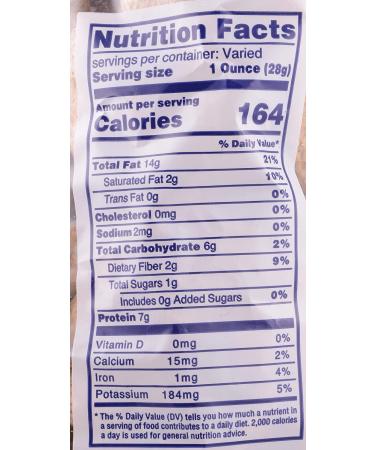 Nutrition Facts
servings per container: Varied
Serving size 1 Ounce (28g)
Amount per serving
Calories 164
% Daily Value*
Total Fat 14g 21%
Saturated Fat 2g 10%
Trans Fat 0g 0%
Cholesterol 0mg 0%
Sodium 2mg 0%
Total Carbohydrate 6g 2%
Dietary Fiber 2g 9%
Total Sugars 1g
Includes 0g Added Sugars 0%
Protein 7g
Vitamin D 0mg 0%
Calcium 15mg 2%
Iron 1mg 4%
Potassium 184mg 5%
* The % Daily Value (DV) tells you how much a nutrient in
a serving of food contributes to a daily diet. 2,000 calories
a day is used for general nutrition advice.